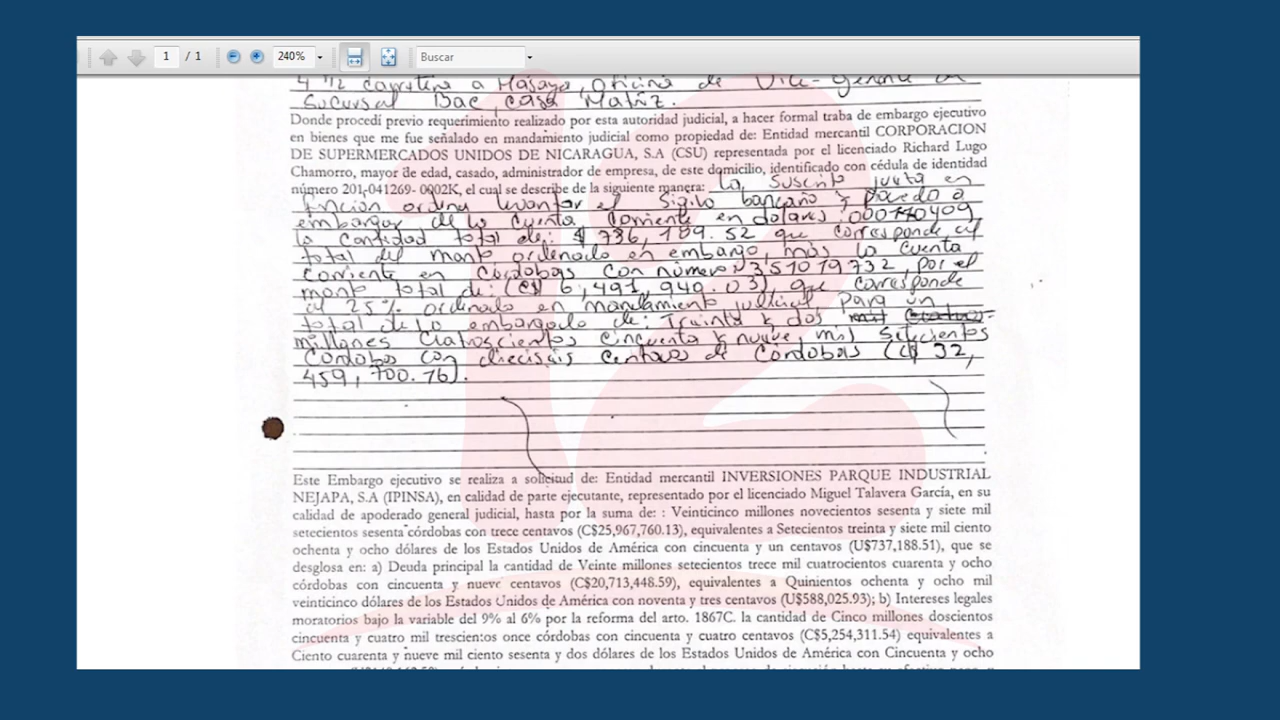 1 / 1 240% Buscar
4 1/2 carretera a Masaya, oficina de Vice-Gerente
Sucursal Bac, casa Matriz.
Donde procedí previo requerimiento realizado por esta autoridad judicial, a hacer formal traba de embargo ejecutivo
en bienes que me fue señalado en mandamiento judicial como propiedad de: Entidad mercantil CORPORACION
DE SUPERMERCADOS UNIDOS DE NICARAGUA, S.A (CSU) representada por el licenciado Richard Lugo
Chamorro, mayor de edad, casado, administrador de empresa, de este domicilio, identificado con cédula de identidad
número 201-041269- 0002K, el cual se describe de la siguiente manera: La Suscrita jueza en
función ordena levantar el Sigilo bancario y procedo a
embargar de la Cuenta Corriente en dolares:
la Cantidad total de: que corresponde al
total del monto ordenado en embargo, más la Cuenta
Corriente en Córdobas Con número: 351019732, por el
monto total de: (C$ 6,491,940.03), que corresponde
al 25% ordenado en mandamiento judicial, para un
total de lo embargado de: Treinta y dos
millones Cuatrocientos Cincuenta y nueve, mil Setecientos
Córdobas con dieciséis Centavos de Córdobas (C$ 32,
459,700.16).
Este Embargo ejecutivo se realiza a solicitud de: Entidad mercantil INVERSIONES PARQUE INDUSTRIAL
NEJAPA, S.A (IPINSA), en calidad de parte ejecutante, representado por el licenciado Miguel Talavera García, en su
calidad de apoderado general judicial, hasta por la suma de: : Veinticinco millones novecientos sesenta y siete mil
setecientos sesenta córdobas con trece centavos (C$25,967,760.13), equivalentes a Setecientos treinta y siete mil ciento
ochenta y ocho dólares de los Estados Unidos de América con cincuenta y un centavos (U$737,188.51), que se
desglosa en: a) Deuda principal la cantidad de Veinte millones setecientos trece mil cuatrocientos cuarenta y ocho
córdobas con cincuenta y nueve centavos (C$20,713,448.59), equivalentes a Quinientos ochenta y ocho mil
veinticinco dólares de los Estados Unidos de América con noventa y tres centavos (U$588,025.93); b) Intereses legales
moratorios bajo la variable del 9% al 6% por la reforma del arto. 1867C. la cantidad de Cinco millones doscientos
cincuenta y cuatro mil trescientos once córdobas con cincuenta y cuatro centavos (C$5,254,311.54) equivalentes a
Ciento cuarenta y nueve mil ciento sesenta y dos dólares de los Estados Unidos de América con Cincuenta y ocho